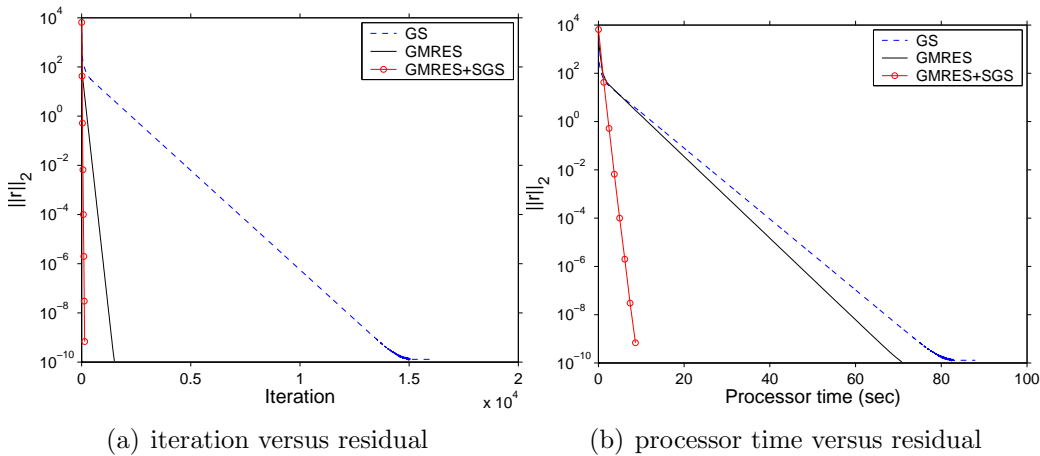 10^4
10^2
10^0
10^-2
10^-4
10^-6
10^-8
10^-10
||r||_2
0
0.5
1
1.5
2
x 10^4
Iteration
GS
GMRES
GMRES+SGS
(a) iteration versus residual
10^4
10^2
10^0
10^-2
10^-4
10^-6
10^-8
10^-10
||r||_2
0
20
40
60
80
100
Processor time (sec)
GS
GMRES
GMRES+SGS
(b) processor time versus residual